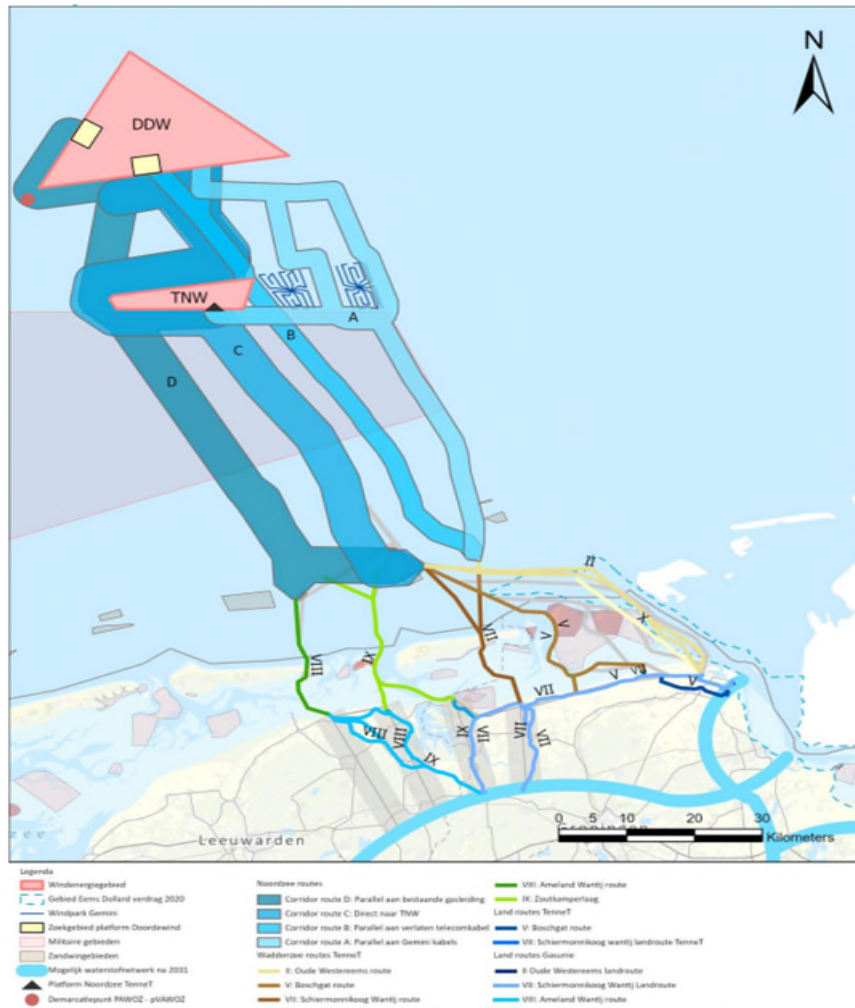 N
DDW
TNW
A
B
C
D
II
X
V
V
VII
VIII
IX
V
VII
V
VIII
VIII
IX
IX
VII
VII
VII
Leeuwarden
0 5 10 20 30
Kilometers
Legenda
Windenergiegebied
Gebied Eems Dollard verdrag 2020
Windpark Gemini
Zoekgebied platform Doordewind
Militaire gebieden
Zandwingebieden
Mogelijk waterstofnetwerk na 2031
Platform Noordzee TenneT
Demarcatiepunt PAWOZ - pVAWOZ
Noordzee routes
Corridor route D: Parallel aan bestaande gasleiding
Corridor route C: Direct naar TNW
Corridor route B: Parallel aan verlaten telecomkabel
Corridor route A: Parallel aan Gemini kabels
Waddenzee routes TenneT
II: Oude Westereems route
V: Boschgat route
VII: Schiermonnikoog Wantij route
VIII: Ameland Wantij route
IX: Zoutkamperlaag
Land routes TenneT
V: Boschgat route
VII: Schiermonnikoog wantij landroute TenneT
Land routes Gasunie
II Oude Westereems landroute
VII: Schiermonnikoog Wantij Landroute
VIII: Ameland Wantij route